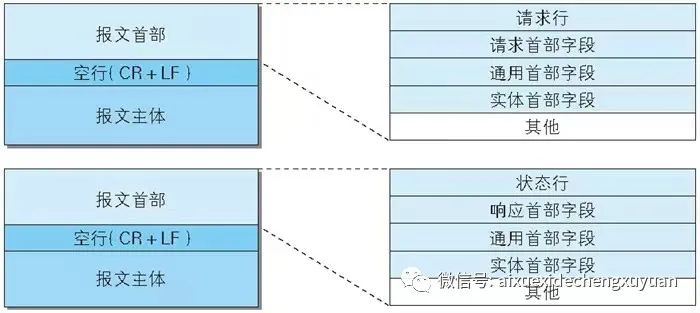 报文首部
空行( CR + LF )
报文主体
请求行
请求首部字段
通用首部字段
实体首部字段
其他
报文首部
空行( CR + LF )
报文主体
状态行
响应首部字段
通用首部字段
实体首部字段
微信号: aixuexidechengxuyuan
其他